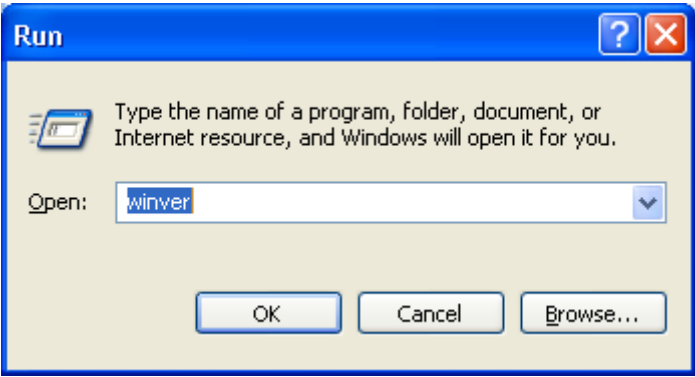 Run
Type the name of a program, folder, document, or
Internet resource, and Windows will open it for you.
Open: winver
OK Cancel Browse...